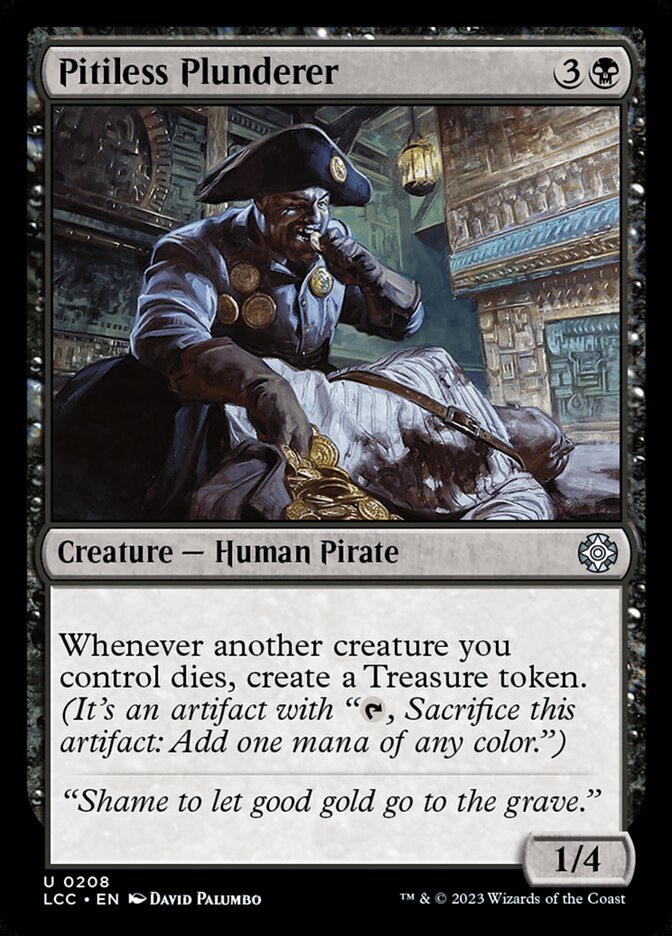 Pitiless Plunderer 3
Creature — Human Pirate
Whenever another creature you
control dies, create a Treasure token.
(It's an artifact with “, Sacrifice this
artifact: Add one mana of any color.”)
“Shame to let good gold go to the grave.”
1/4
U 0208
LCC • EN David Palumbo ™ & © 2023 Wizards of the Coast